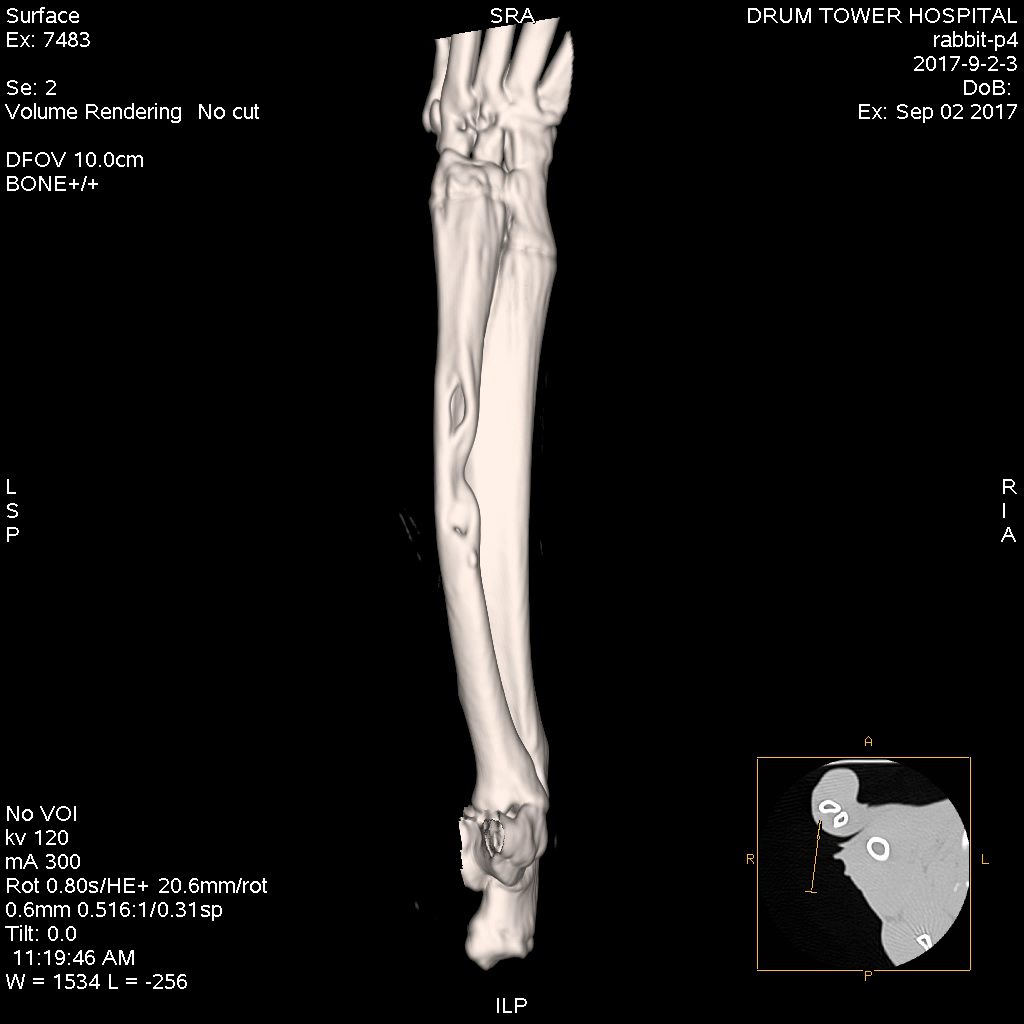 Surface
Ex: 7483
Se: 2
Volume Rendering No cut
DFOV 10.0cm
BONE+/+
SRA
DRUM TOWER HOSPITAL
rabbit-p4
2017-9-2-3
DoB:
Ex: Sep 02 2017
L
S
P
R
I
A
No VOI
kv 120
mA 300
Rot 0.80s/HE+ 20.6mm/rot
0.6mm 0.516:1/0.31sp
Tilt: 0.0
11:19:46 AM
W = 1534 L = -256
ILP
A
R
L
P